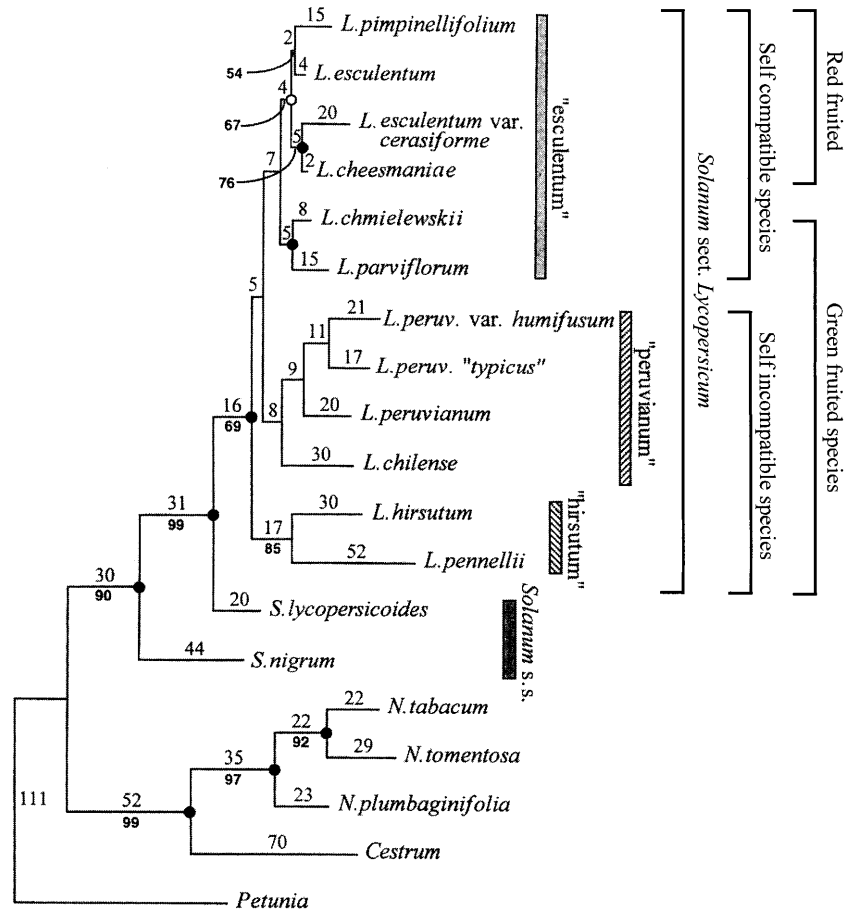 15
L.pimpinellifolium
2
54
4
L.esculentum
4
67
20
L. esculentum var.
cerasiforme
5
76
2
L.cheesmaniae
7
8
L.chmielewskii
5
15
L.parviflorum
"esculentum"
5
21
L.peruv. var. humifusum
11
17
L.peruv. "typicus"
9
20
L.peruvianum
8
30
L.chilense
"peruvianum"
16
69
30
L.hirsutum
17
85
52
L.pennellii
"hirsutum"
31
99
20
S.lycopersicoides
30
90
44
S.nigrum
Solanum s.s.
Solanum sect. Lycopersicum
Self compatible species
Self incompatible species
Red fruited
Green fruited species
22
N.tabacum
22
92
29
N.tomentosa
35
97
23
N.plumbaginifolia
52
99
70
Cestrum
111
Petunia